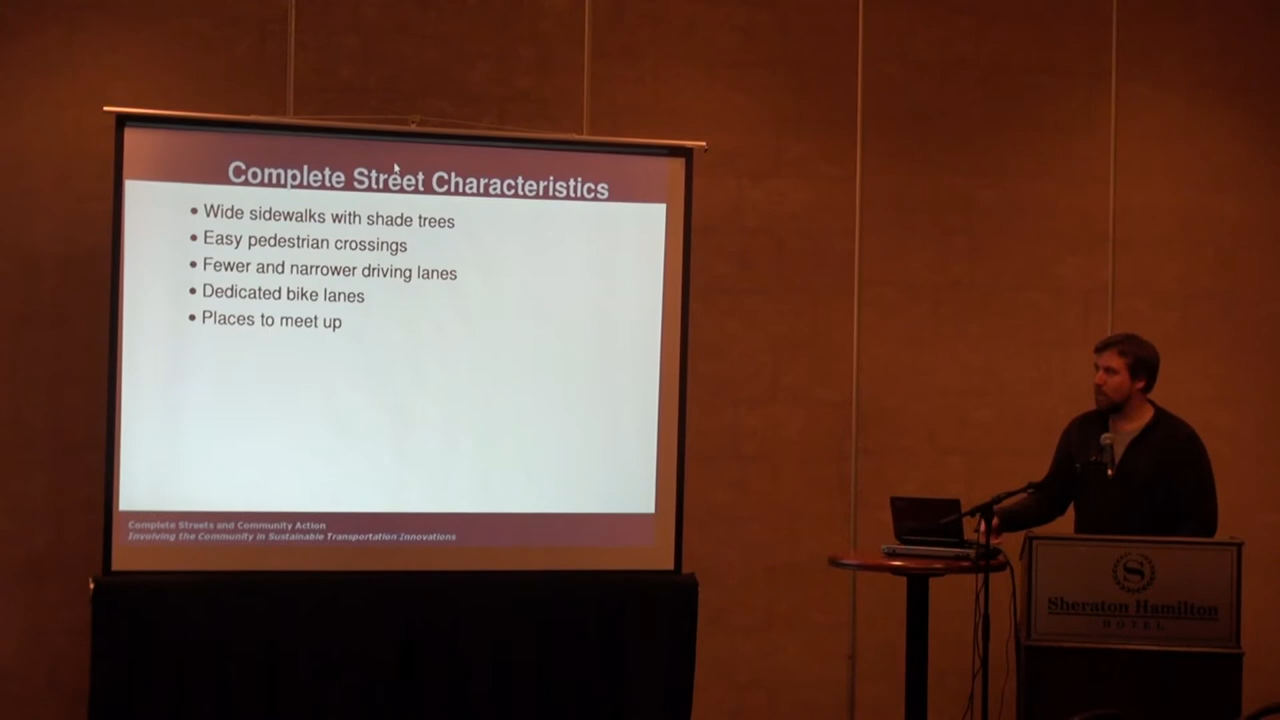 Complete Street Characteristics
• Wide sidewalks with shade trees
• Easy pedestrian crossings
• Fewer and narrower driving lanes
• Dedicated bike lanes
• Places to meet up
Complete Streets and Community Action
Involving the Community in Sustainable Transportation Innovations
S
Sheraton Hamilton
HOTEL